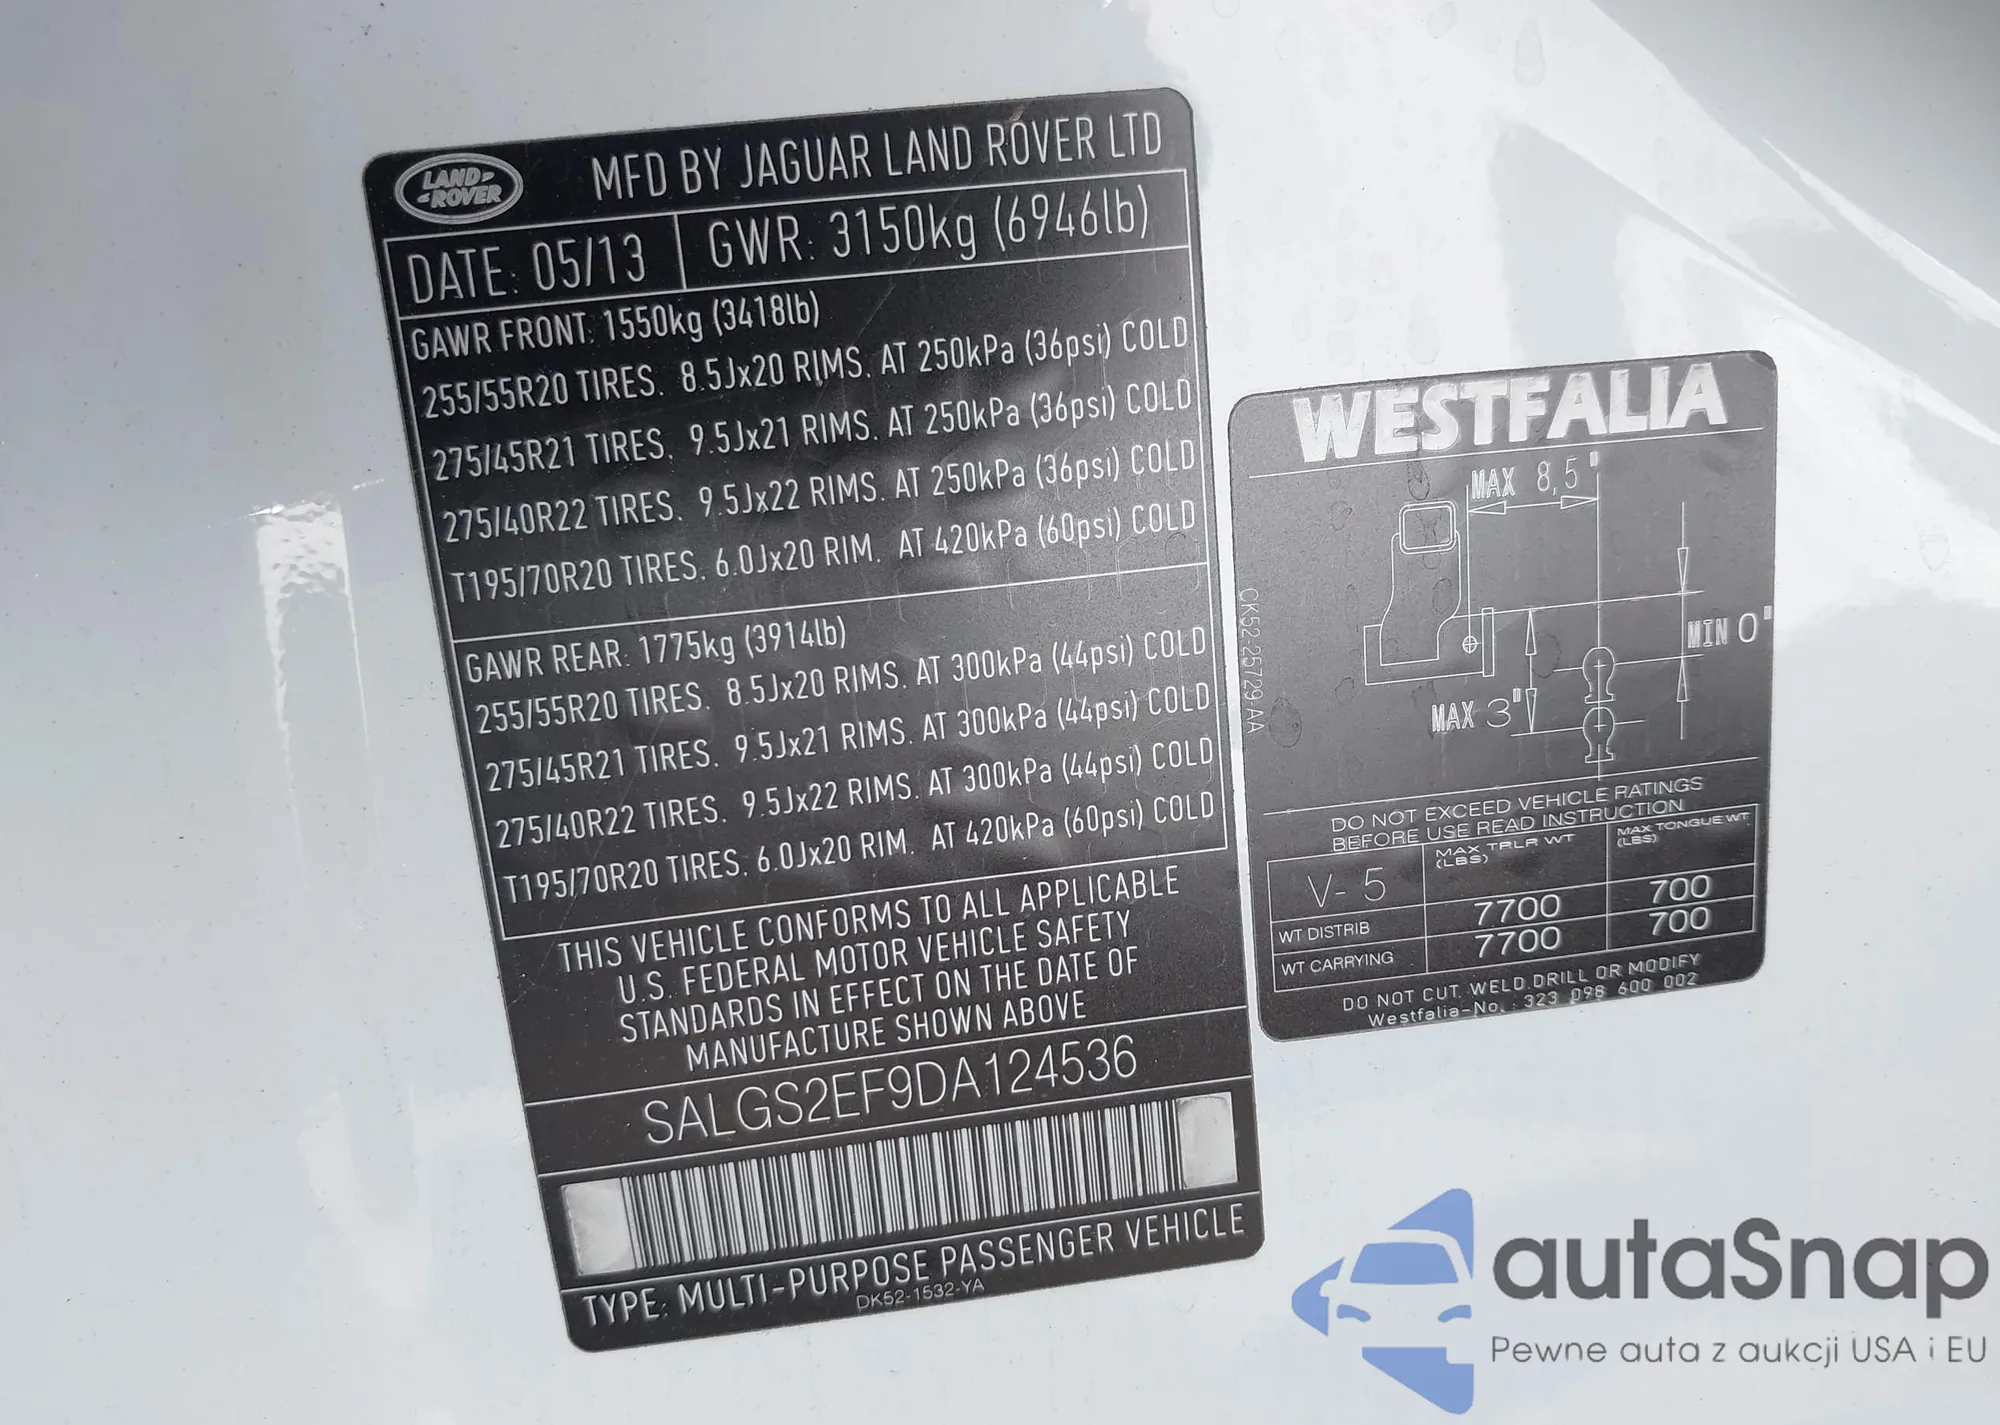 LAND-
-ROVER
MFD BY JAGUAR LAND ROVER LTD
DATE: 05/13 GWR: 3150kg (6946lb)
GAWR FRONT: 1550kg (3418lb)
255/55R20 TIRES. 8.5Jx20 RIMS. AT 250kPa (36psi) COLD
275/45R21 TIRES. 9.5Jx21 RIMS. AT 250kPa (36psi) COLD
275/40R22 TIRES. 9.5Jx22 RIMS. AT 250kPa (36psi) COLD
T195/70R20 TIRES. 6.0Jx20 RIM. AT 420kPa (60psi) COLD
GAWR REAR: 1775kg (3914lb)
255/55R20 TIRES. 8.5Jx20 RIMS. AT 300kPa (44psi) COLD
275/45R21 TIRES. 9.5Jx21 RIMS. AT 300kPa (44psi) COLD
275/40R22 TIRES. 9.5Jx22 RIMS. AT 300kPa (44psi) COLD
T195/70R20 TIRES. 6.0Jx20 RIM. AT 420kPa (60psi) COLD
THIS VEHICLE CONFORMS TO ALL APPLICABLE
U.S. FEDERAL MOTOR VEHICLE SAFETY
STANDARDS IN EFFECT ON THE DATE OF
MANUFACTURE SHOWN ABOVE
SALGS2EF9DA124536
TYPE: MULTI-PURPOSE PASSENGER VEHICLE
DK52-1532-YA
WESTFALIA
MAX 8,5"
MIN 0"
MAX 3"
CK52-25729-AA
DO NOT EXCEED VEHICLE RATINGS
BEFORE USE READ INSTRUCTION
V-5 MAX TRLR WT (LBS) MAX TONGUE WT (LBS)
WT DISTRIB 7700 700
WT CARRYING 7700 700
DO NOT CUT. WELD.DRILL OR MODIFY
Westfalia-No.: 323 098 600 002
autoSnap
Pewne auta z aukcji USA i EU